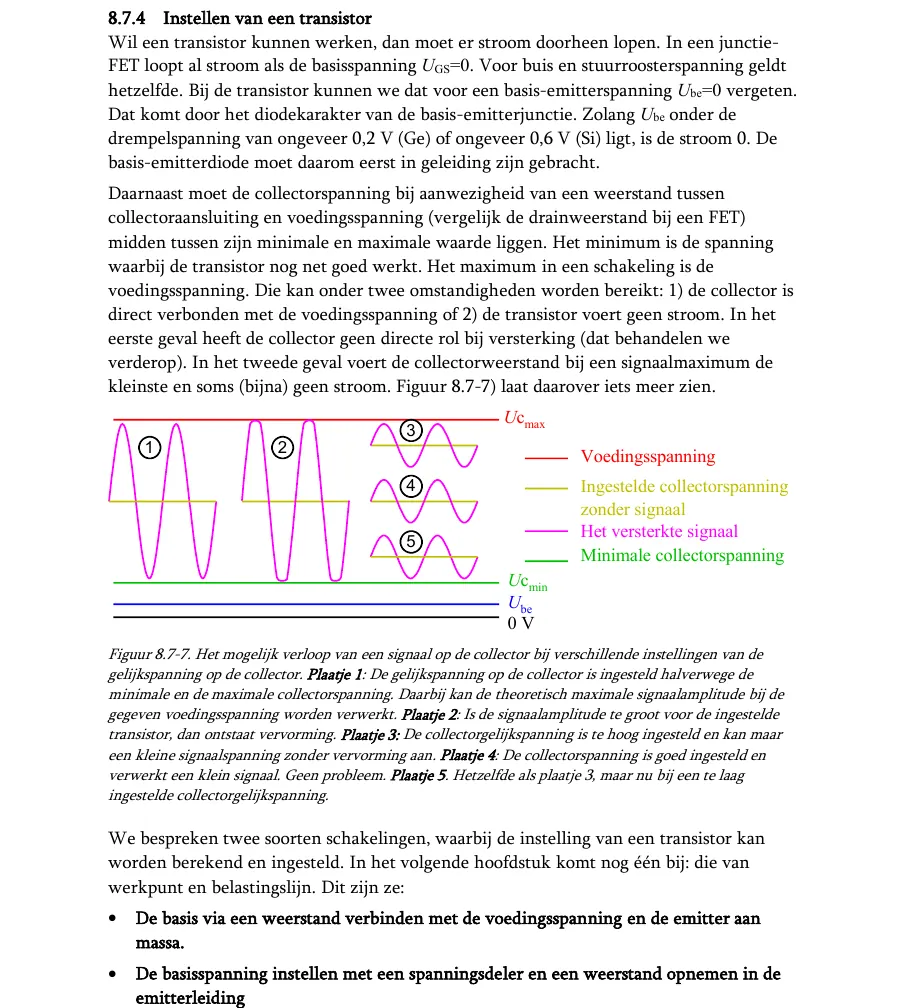 8.7.4 Instellen van een transistor
Wil een transistor kunnen werken, dan moet er stroom doorheen lopen. In een junctie-
FET loopt al stroom als de basisspanning UGS=0. Voor buis en stuurroosterspanning geldt
hetzelfde. Bij de transistor kunnen we dat voor een basis-emitterspanning Ube=0 vergeten.
Dat komt door het diodekarakter van de basis-emitterjunctie. Zolang Ube onder de
drempelspanning van ongeveer 0,2 V (Ge) of ongeveer 0,6 V (Si) ligt, is de stroom 0. De
basis-emitterdiode moet daarom eerst in geleiding zijn gebracht.
Daarnaast moet de collectorspanning bij aanwezigheid van een weerstand tussen
collectoraansluiting en voedingsspanning (vergelijk de drainweerstand bij een FET)
midden tussen zijn minimale en maximale waarde liggen. Het minimum is de spanning
waarbij de transistor nog net goed werkt. Het maximum in een schakeling is de
voedingsspanning. Die kan onder twee omstandigheden worden bereikt: 1) de collector is
direct verbonden met de voedingsspanning of 2) de transistor voert geen stroom. In het
eerste geval heeft de collector geen directe rol bij versterking (dat behandelen we
verderop). In het tweede geval voert de collectorweerstand bij een signaalmaximum de
kleinste en soms (bijna) geen stroom. Figuur 8.7-7) laat daarover iets meer zien.
Ucmax
1
2
3
4
5
Voedingsspanning
Ingestelde collectorspanning
zonder signaal
Het versterkte signaal
Minimale collectorspanning
Ucmin
Ube
0 V
Figuur 8.7-7. Het mogelijk verloop van een signaal op de collector bij verschillende instellingen van de
gelijkspanning op de collector. Plaatje 1: De gelijkspanning op de collector is ingesteld halverwege de
minimale en de maximale collectorspanning. Daarbij kan de theoretisch maximale signaalamplitude bij de
gegeven voedingsspanning worden verwerkt. Plaatje 2: Is de signaalamplitude te groot voor de ingestelde
transistor, dan ontstaat vervorming. Plaatje 3: De collectorgelijkspanning is te hoog ingesteld en kan maar
een kleine signaalspanning zonder vervorming aan. Plaatje 4: De collectorspanning is goed ingesteld en
verwerkt een klein signaal. Geen probleem. Plaatje 5. Hetzelfde als plaatje 3, maar nu bij een te laag
ingestelde collectorgelijkspanning.
We bespreken twee soorten schakelingen, waarbij de instelling van een transistor kan
worden berekend en ingesteld. In het volgende hoofdstuk komt nog één bij: die van
werkpunt en belastingslijn. Dit zijn ze:
• De basis via een weerstand verbinden met de voedingsspanning en de emitter aan
massa.
• De basisspanning instellen met een spanningsdeler en een weerstand opnemen in de
emitterleiding